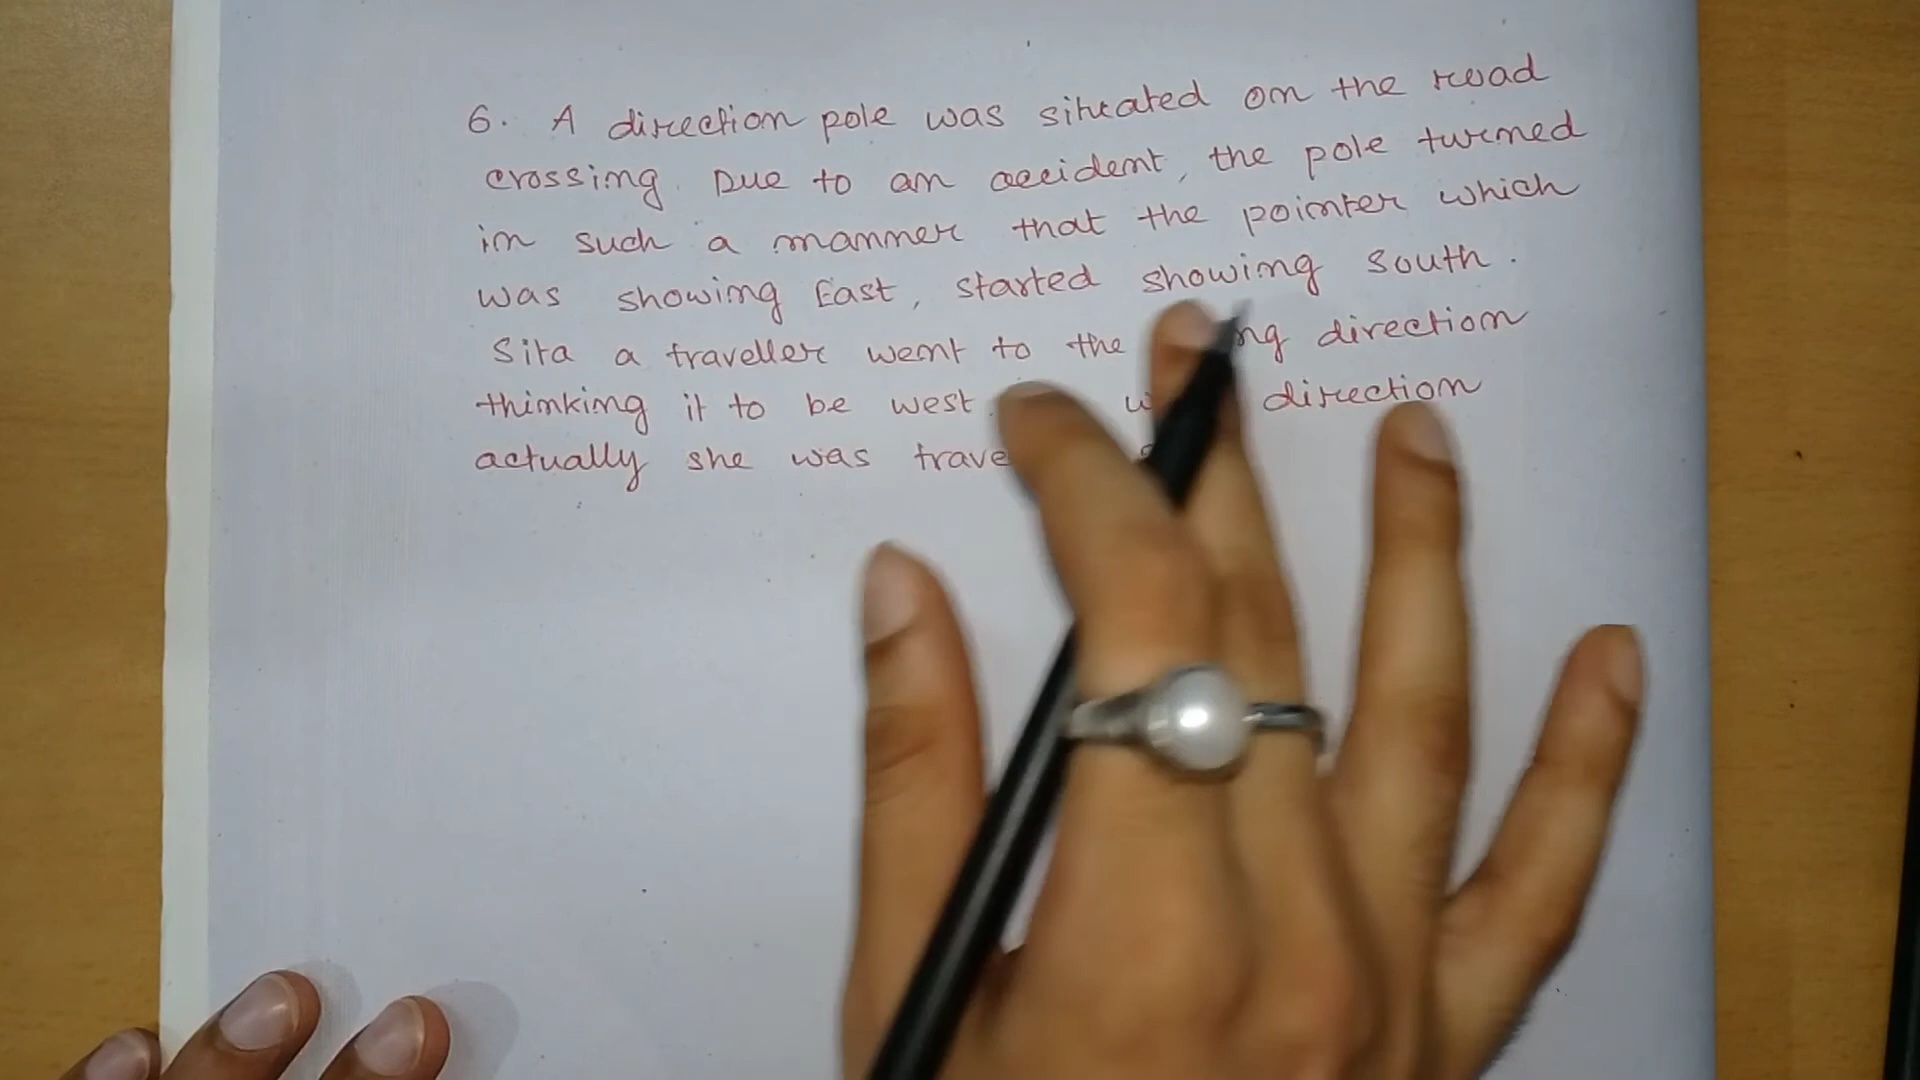 6. A direction pole was situated on the road
crossing. Due to an accident, the pole turned
in such a manner that the pointer which
was showing East, started showing south.
Sita a traveller went to the direction
thinking it to be west. direction
actually she was